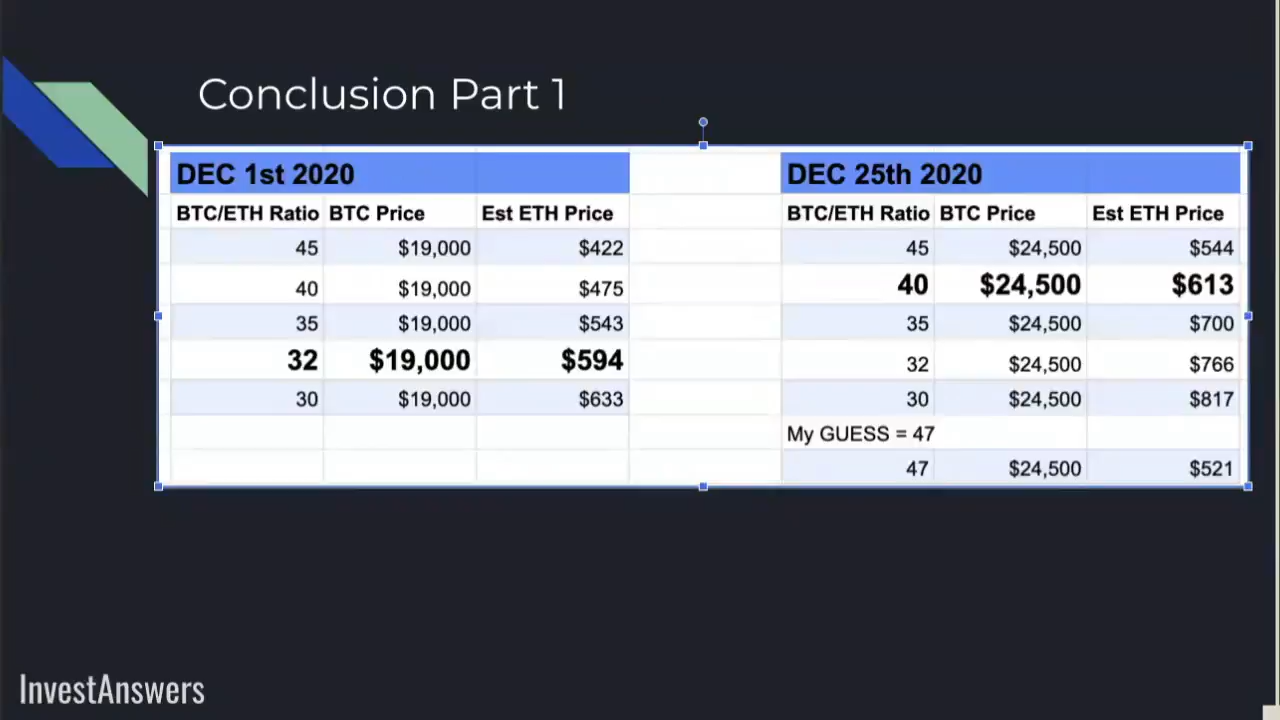 Conclusion Part 1
DEC 1st 2020
BTC/ETH Ratio BTC Price Est ETH Price
45 $19,000 $422
40 $19,000 $475
35 $19,000 $543
32 $19,000 $594
30 $19,000 $633
DEC 25th 2020
BTC/ETH Ratio BTC Price Est ETH Price
45 $24,500 $544
40 $24,500 $613
35 $24,500 $700
32 $24,500 $766
30 $24,500 $817
My GUESS = 47
47 $24,500 $521
InvestAnswers